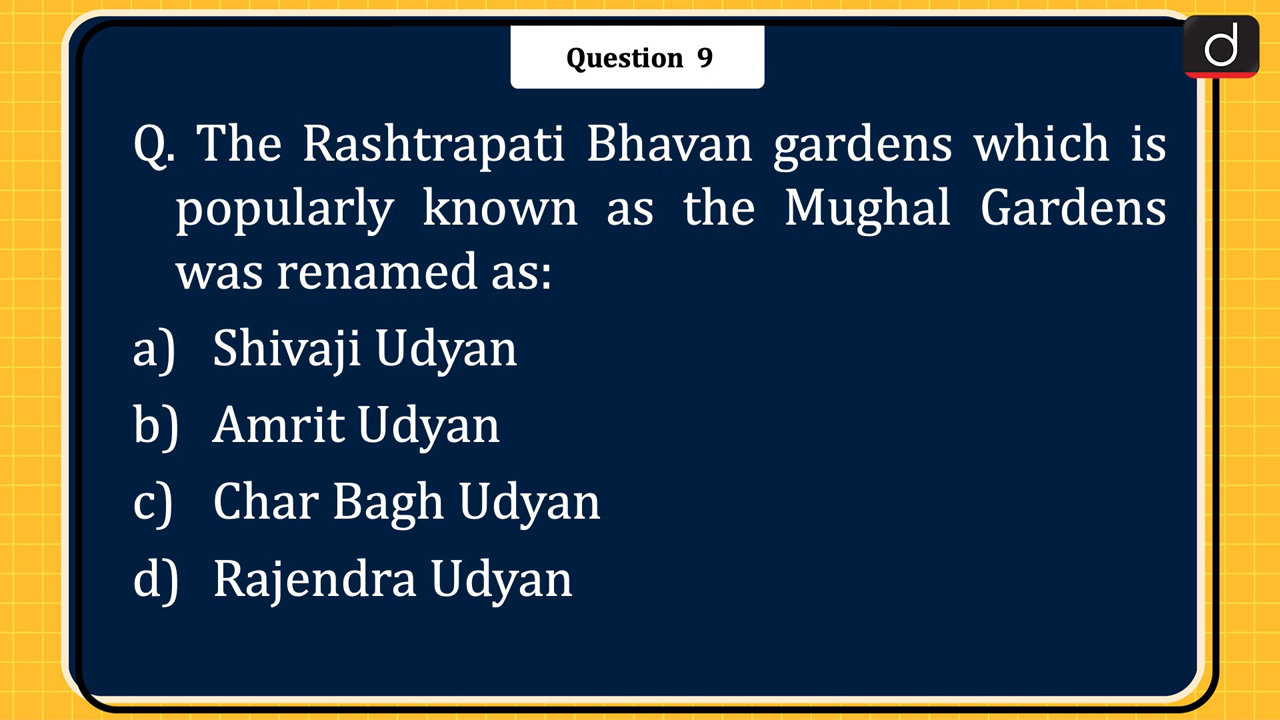 Question 9
d
Q. The Rashtrapati Bhavan gardens which is
popularly known as the Mughal Gardens
was renamed as:
a) Shivaji Udyan
b) Amrit Udyan
c) Char Bagh Udyan
d) Rajendra Udyan